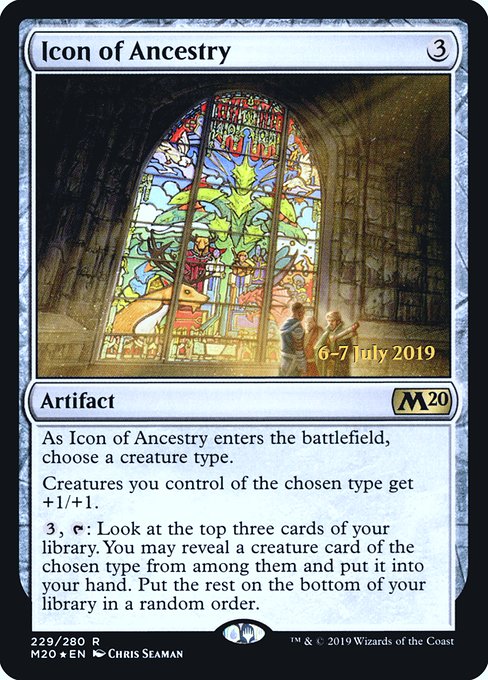 Icon of Ancestry 3
6–7 July 2019
Artifact M20
As Icon of Ancestry enters the battlefield,
choose a creature type.
Creatures you control of the chosen type get
+1/+1.
3, T: Look at the top three cards of your
library. You may reveal a creature card of the
chosen type from among them and put it into
your hand. Put the rest on the bottom of your
library in a random order.
229/280 R
™ & © 2019 Wizards of the Coast
M20 ★ EN Chris Seaman